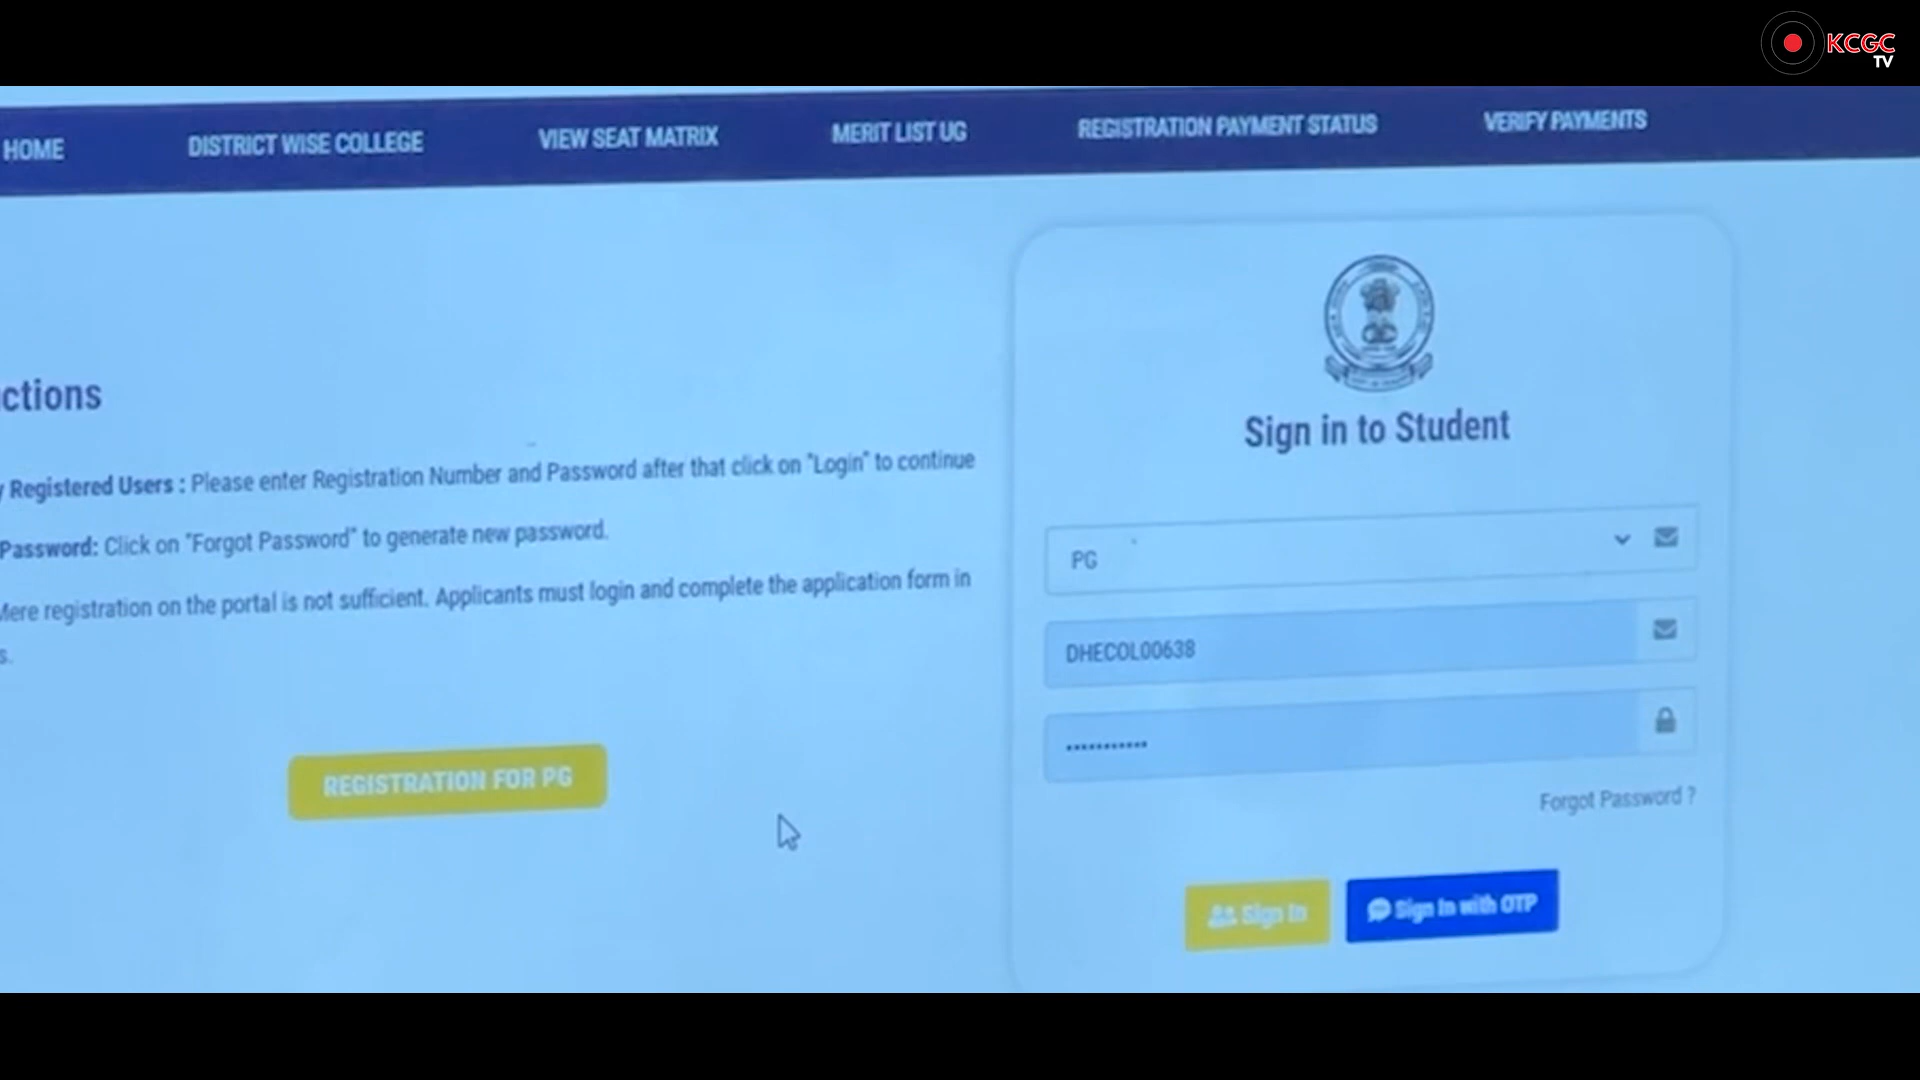 KCGC
TV
HOME DISTRICT WISE COLLEGE VIEW SEAT MATRIX MERIT LIST UG REGISTRATION PAYMENT STATUS VERIFY PAYMENTS
ctions
y Registered Users : Please enter Registration Number and Password after that click on "Login" to continue
Password: Click on "Forgot Password" to generate new password.
Mere registration on the portal is not sufficient. Applicants must login and complete the application form in
s.
REGISTRATION FOR PG
Sign in to Student
PG
DHECOL00638
•••••••••••
Forgot Password ?
Sign In
Sign In with OTP